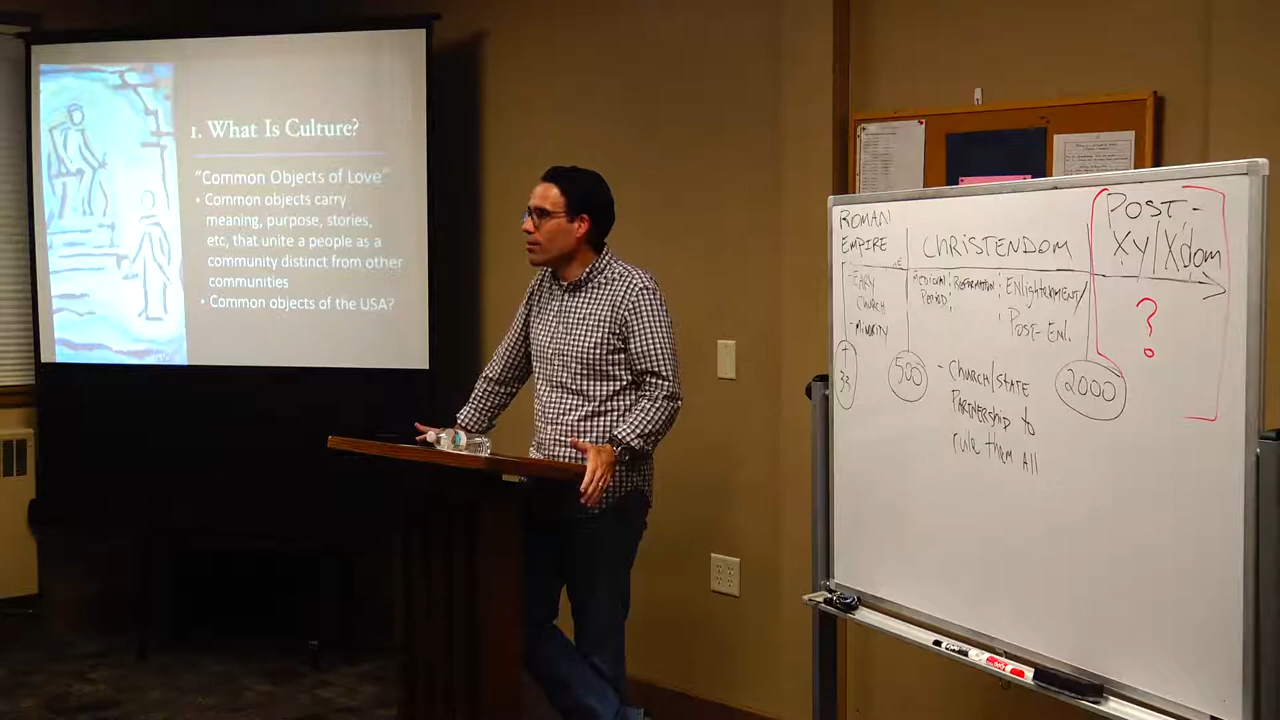 1. What Is Culture?
"Common Objects of Love"
• Common objects carry
meaning, purpose, stories,
etc, that unite a people as a
community distinct from other
communities
• Common objects of the USA?
ROMAN
EMPIRE
CHRISTENDOM
POST-
Xy/Xdom
- EARLY
CHURCH
- MINORITY
MEDIEVAL
PERIOD
REFORMATION
ENLIGHTENMENT/
POST-ENL.
?
33
500
2000
- CHURCH/STATE
PARTNERSHIP to
rule them All